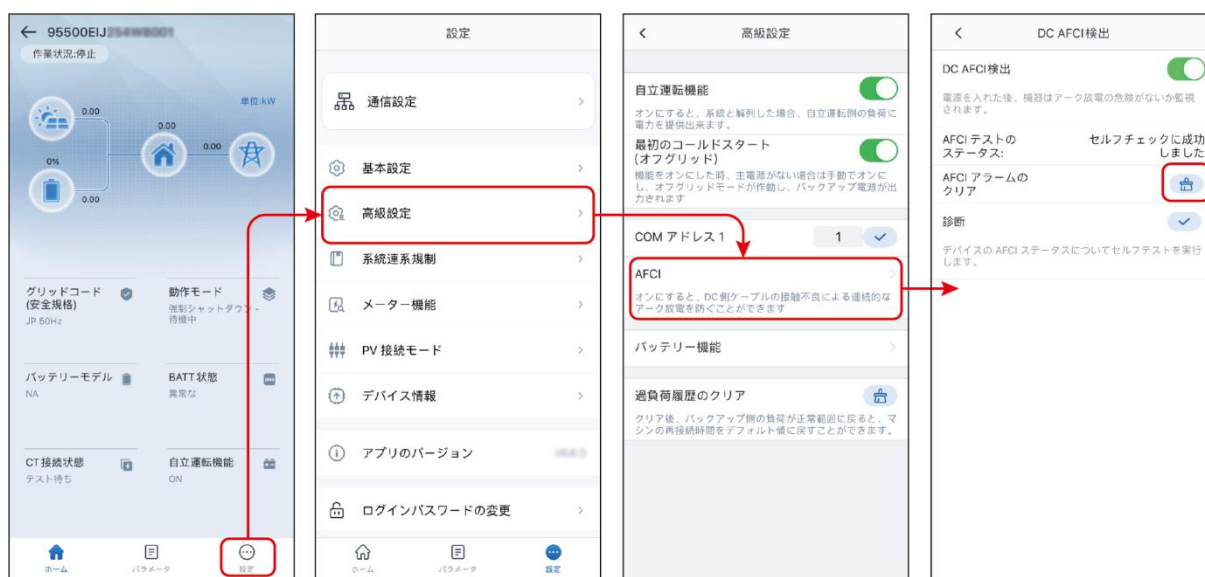 95500EIJ
作業状況:停止
単位:kW
0.00
0.00
0.00
0%
0.00
グリッドコード
(安全規格)
JP 50Hz
動作モード
強制シャットダウン -
待機中
バッテリーモデル
NA
BATT状態
異常な
CT接続状態
テスト待ち
自立運転機能
ON
ホーム
パラメータ
設定
設定
通信設定
基本設定
高級設定
系統連系規制
メーター機能
PV 接続モード
デバイス情報
アプリのバージョン
ログインパスワードの変更
ホーム
パラメータ
設定
高級設定
自立運転機能
オンにすると、系統と解列した場合、自立運転側の負荷に
電力を提供出来ます。
最初のコールドスタート
(オフグリッド)
機能をオンにした時、主電源がない場合は手動でオンに
し、オフグリッドモードが作動し、バックアップ電源が出
力されます
COM アドレス 1
1
AFCI
オンにすると、DC側ケーブルの接触不良による連続的な
アーク放電を防ぐことができます
バッテリー機能
過負荷履歴のクリア
クリア後、バックアップ側の負荷が正常範囲に戻ると、マ
シンの再接続時間をデフォルト値に戻すことができます。
DC AFCI検出
DC AFCI検出
電源を入れた後、機器はアーク放電の危険がないか監視
されます。
AFCI テストの
ステータス:
セルフチェックに成功
しました
AFCI アラームの
クリア
診断
デバイスの AFCI ステータスについてセルフテストを実行
します。